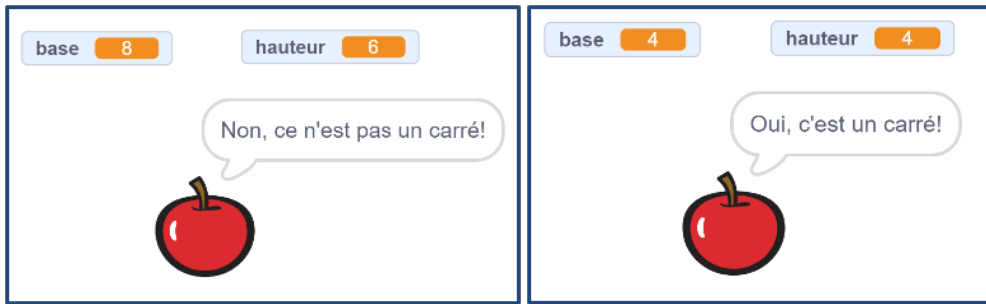 base 8 hauteur 6
Non, ce n'est pas un carré!
base 4 hauteur 4
Oui, c'est un carré!